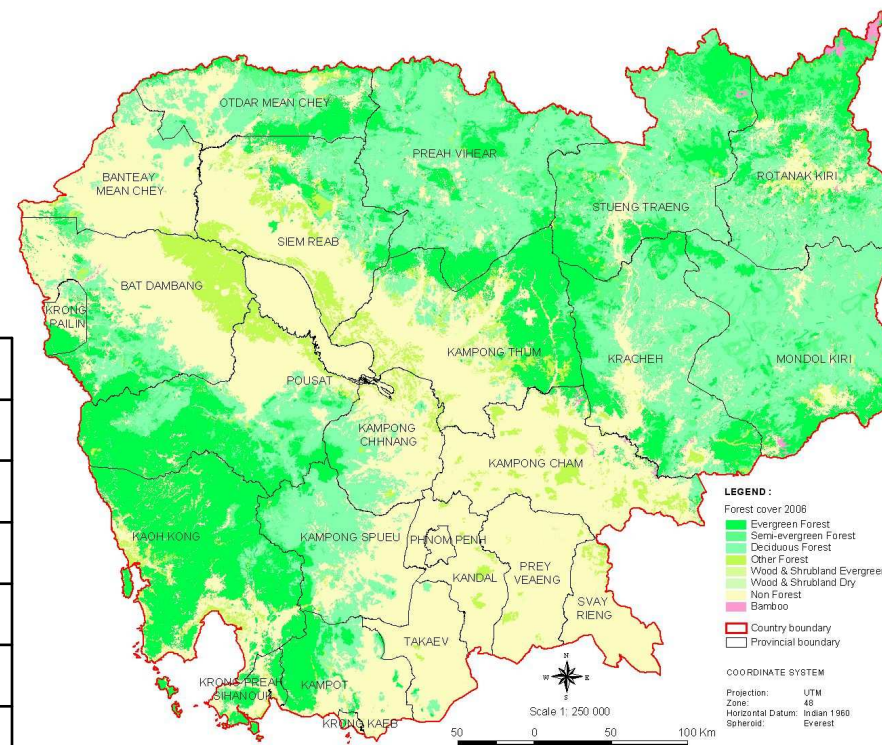 OTDAR MEAN CHEY
PREAH VIHEAR
BANTEAY
MEAN CHEY
ROTANAK KIRI
STUENG TRAENG
SIEM REAB
BAT DAMBANG
KRONG
PAILIN
KAMPONG THUM
KRACHEH
MONDOL KIRI
POUSAT
KAMPONG
CHHNANG
KAMPONG CHAM
KAOH KONG
KAMPONG SPUEU
PHNOM PENH
PREY
VEAENG
KANDAL
SVAY
RIENG
TAKAEV
KRONG PREAH
SIHANOUK
KAMPOT
KRONG KAEB
LEGEND :
Forest cover 2006
Evergreen Forest
Semi-evergreen Forest
Deciduous Forest
Other Forest
Wood & Shrubland Evergreen
Wood & Shrubland Dry
Non Forest
Bamboo
Country boundary
Provincial boundary
COORDINATE SYSTEM
Projection: UTM
Zone: 48
Horizontal Datum: Indian 1960
Spheroid: Everest
N
W E
S
Scale 1: 250 000
50 0 50 100 Km